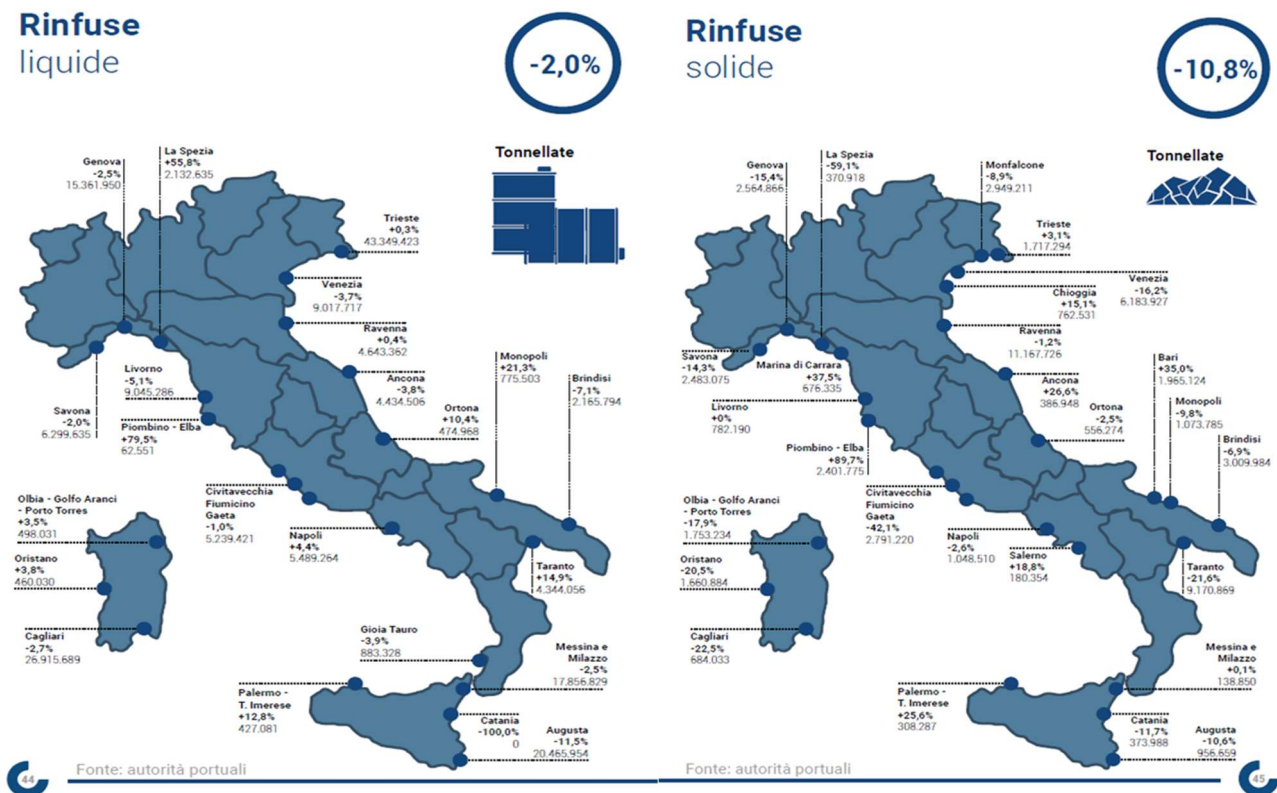 Rinfuse
liquide
-2,0%
Tonnellate
Genova
-2,5%
15.361.950
La Spezia
+55,8%
2.132.635
Trieste
+0,3%
43.349.423
Venezia
-3,7%
9.017.717
Ravenna
+0,4%
4.643.362
Livorno
-5,1%
9.045.286
Ancona
-3,8%
4.434.506
Monopoli
+21,3%
775.503
Brindisi
-7,1%
2.165.794
Savona
-2,0%
6.299.635
Piombino - Elba
+79,5%
62.551
Ortona
+10,4%
474.968
Olbia - Golfo Aranci
- Porto Torres
+3,5%
498.031
Civitavecchia
Fiumicino
Gaeta
-1,0%
5.239.421
Napoli
+4,4%
5.489.264
Oristano
+3,8%
460.030
Taranto
+14,9%
4.344.056
Cagliari
-2,7%
26.915.689
Gioia Tauro
-3,9%
883.328
Messina e
Milazzo
-2,5%
17.856.829
Palermo -
T. Imerese
+12,8%
427.081
Catania
-100,0%
0
Augusta
-11,5%
20.465.954
44
Fonte: autorità portuali
Rinfuse
solide
-10,8%
Tonnellate
Genova
-15,4%
2.564.866
La Spezia
-59,1%
370.918
Monfalcone
-8,9%
2.949.211
Trieste
+3,1%
1.717.294
Venezia
-16,2%
6.183.927
Chioggia
+15,1%
762.531
Ravenna
-1,2%
11.167.726
Savona
-14,3%
2.483.075
Marina di Carrara
+37,5%
676.335
Bari
+35,0%
1.965.124
Ancona
+26,6%
386.948
Livorno
+0%
782.190
Ortona
-2,5%
556.274
Monopoli
-9,8%
1.073.785
Brindisi
-6,9%
3.009.984
Piombino - Elba
+89,7%
2.401.775
Olbia - Golfo Aranci
- Porto Torres
-17,9%
1.753.234
Civitavecchia
Fiumicino
Gaeta
-42,1%
2.791.220
Napoli
-2,6%
1.048.510
Salerno
+18,8%
180.354
Oristano
-20,5%
1.660.884
Taranto
-21,6%
9.170.869
Cagliari
-22,5%
684.033
Messina e
Milazzo
+0,1%
138.850
Palermo -
T. Imerese
+25,6%
308.287
Catania
-11,7%
373.988
Augusta
-10,6%
956.659
Fonte: autorità portuali
45